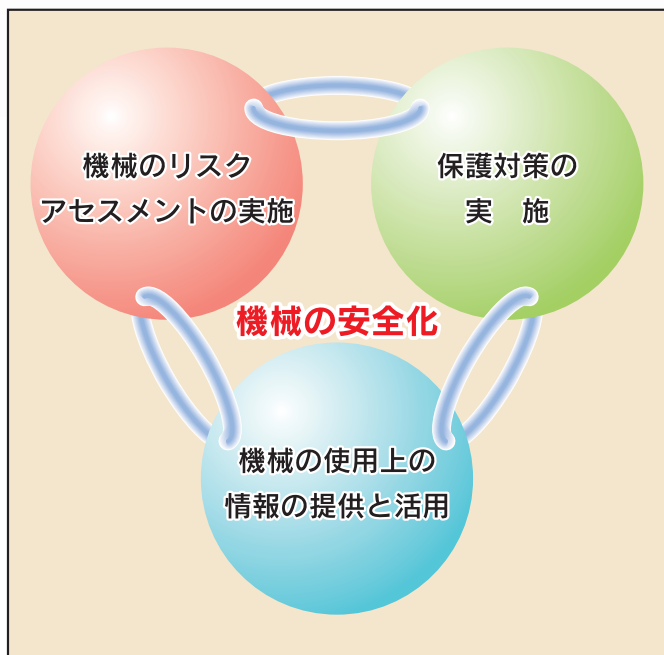 機械のリスク
アセスメントの実施
保護対策の
実　施
機械の安全化
機械の使用上の
情報の提供と活用